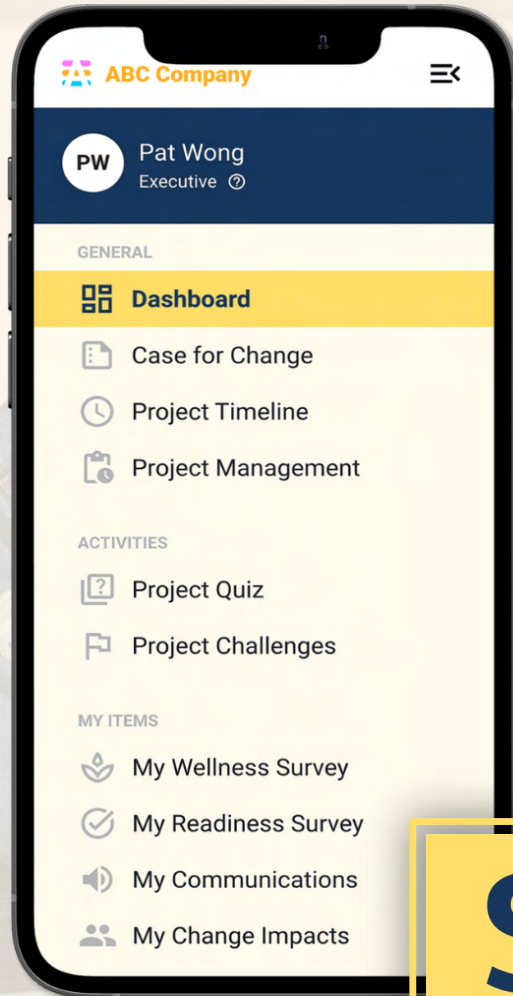 ABC Company
PW
Pat Wong
Executive
GENERAL
Dashboard
Case for Change
Project Timeline
Project Management
ACTIVITIES
Project Quiz
Project Challenges
MY ITEMS
My Wellness Survey
My Readiness Survey
My Communications
My Change Impacts